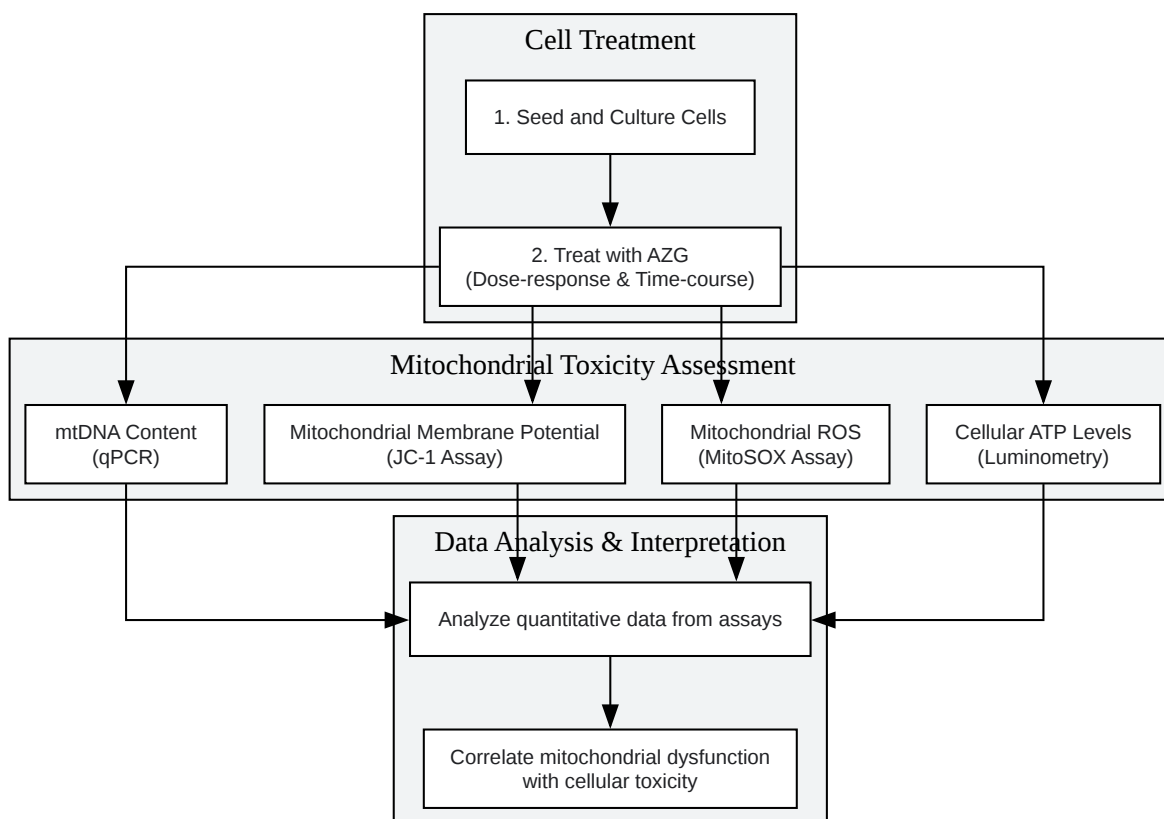 Cell Treatment
1. Seed and Culture Cells
2. Treat with AZG
(Dose-response & Time-course)
Mitochondrial Toxicity Assessment
mtDNA Content
(qPCR)
Mitochondrial Membrane Potential
(JC-1 Assay)
Mitochondrial ROS
(MitoSOX Assay)
Cellular ATP Levels
(Luminometry)
Data Analysis & Interpretation
Analyze quantitative data from assays
Correlate mitochondrial dysfunction
with cellular toxicity